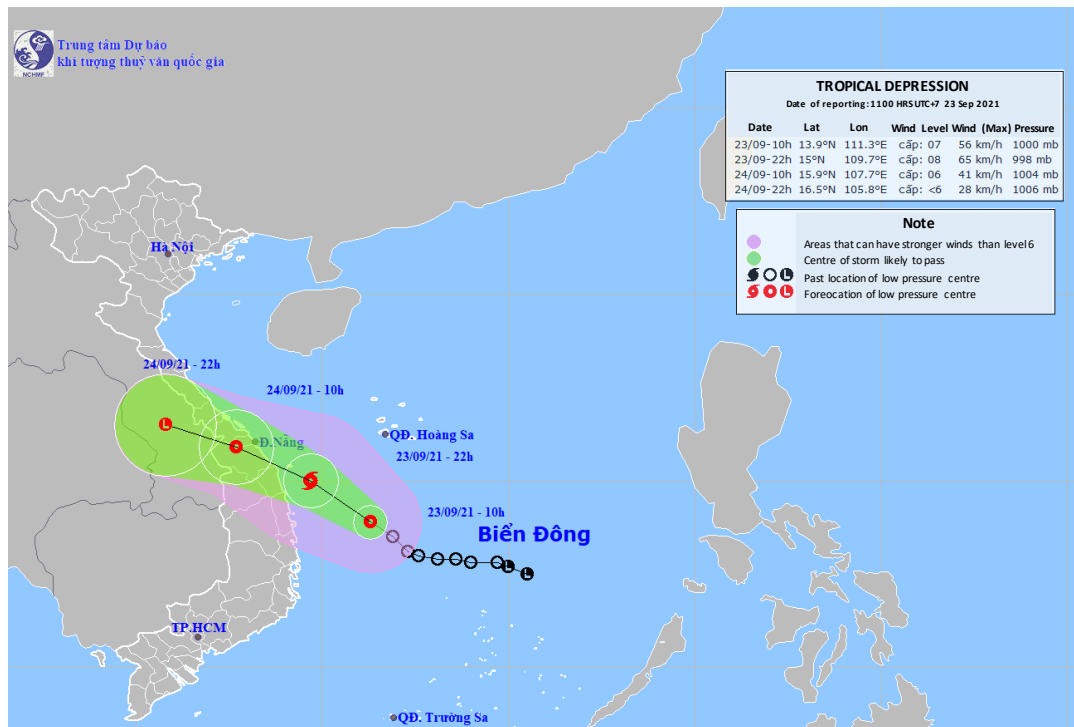 Trung tâm Dự báo
khí tượng thuỷ văn quốc gia
NCHMF
TROPICAL DEPRESSION
Date of reporting: 1100 HRS UTC+7 23 Sep 2021
Date Lat Lon Wind Level Wind (Max) Pressure
23/09-10h 13.9°N 111.3°E cấp: 07 56 km/h 1000 mb
23/09-22h 15°N 109.7°E cấp: 08 65 km/h 998 mb
24/09-10h 15.9°N 107.7°E cấp: 06 41 km/h 1004 mb
24/09-22h 16.5°N 105.8°E cấp: <6 28 km/h 1006 mb
Note
Areas that can have stronger winds than level 6
Centre of storm likely to pass
L Past location of low pressure centre
L Foreocation of low pressure centre
Hà Nội
24/09/21 - 22h
24/09/21 - 10h
L
Đ.Nẵng
QĐ. Hoàng Sa
23/09/21 - 22h
23/09/21 - 10h
Biển Đông
L
L
TP.HCM
QĐ. Trường Sa